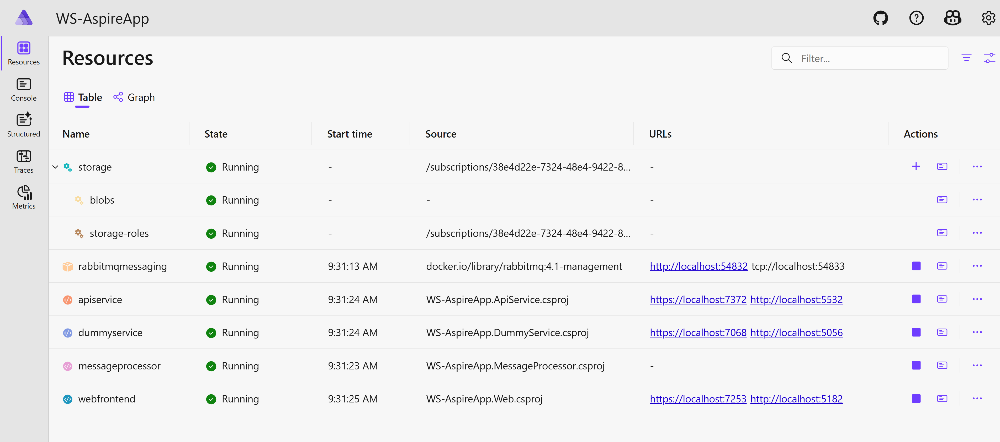 WS-AspireApp
Resources
Console
Structured
Traces
Metrics
Resources
Filter...
Table Graph
Name State Start time Source URLs Actions
storage Running - /subscriptions/38e4d22e-7324-48e4-9422-8... -
blobs Running - - -
storage-roles Running - /subscriptions/38e4d22e-7324-48e4-9422-8... -
rabbitmqmessaging Running 9:31:13 AM docker.io/library/rabbitmq:4.1-management http://localhost:54832 tcp://localhost:54833
apiservice Running 9:31:24 AM WS-AspireApp.ApiService.csproj https://localhost:7372 http://localhost:5532
dummyservice Running 9:31:24 AM WS-AspireApp.DummyService.csproj https://localhost:7068 http://localhost:5056
messageprocessor Running 9:31:23 AM WS-AspireApp.MessageProcessor.csproj -
webfrontend Running 9:31:25 AM WS-AspireApp.Web.csproj https://localhost:7253 http://localhost:5182